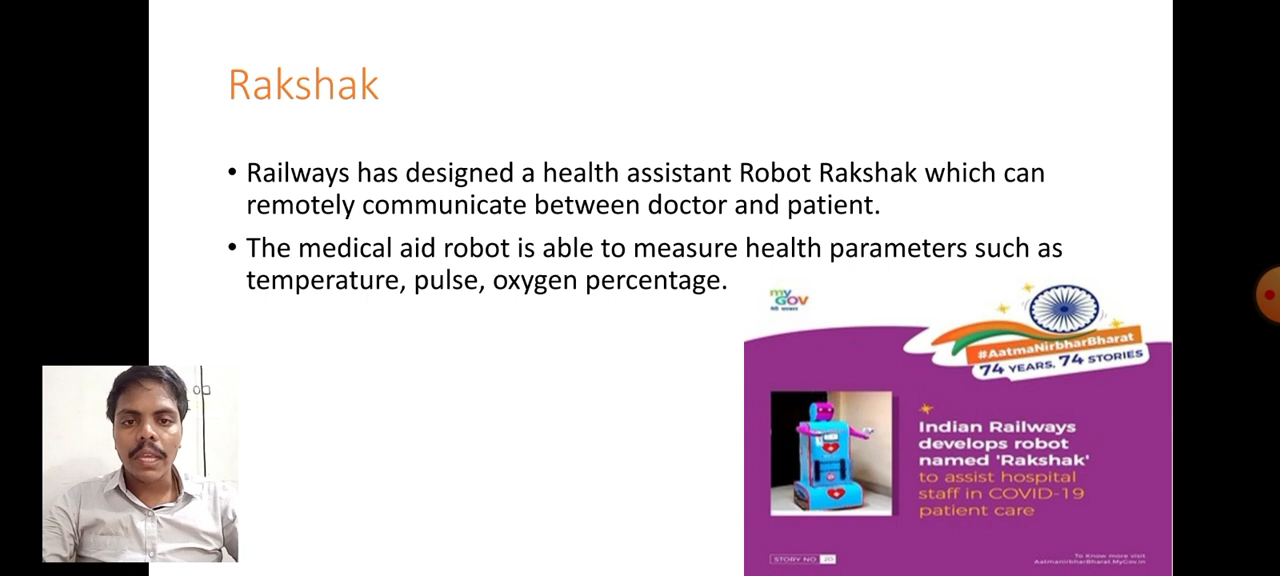 Rakshak
• Railways has designed a health assistant Robot Rakshak which can
remotely communicate between doctor and patient.
• The medical aid robot is able to measure health parameters such as
temperature, pulse, oxygen percentage.
my
GOV
मेरी सरकार
#AatmaNirbharBharat
74 YEARS, 74 STORIES
Indian Railways
develops robot
named 'Rakshak'
to assist hospital
staff in COVID-19
patient care
STORY NO 20
To Know more visit
AatmanirbharBharat.MyGov.in